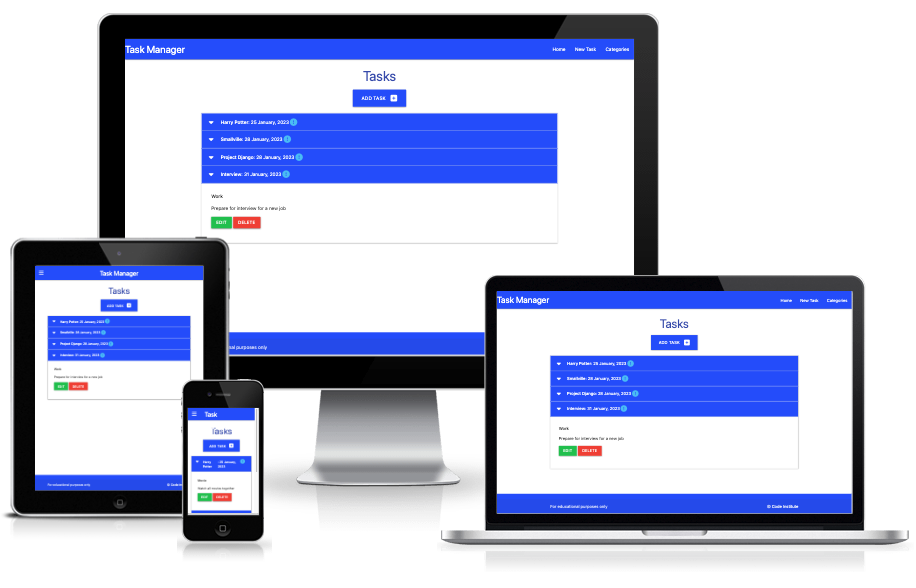 Task Manager
Home New Task Categories
Tasks
ADD TASK
Harry Potter: 25 January, 2023
Smallville: 28 January, 2023
Project Django: 28 January, 2023
Interview: 31 January, 2023
Work
Prepare for interview for a new job
EDIT DELETE
nal purposes only
Task Manager
Tasks
ADD TASK
Harry Potter: 25 January, 2023
Smallville: 28 January, 2023
Project Django: 28 January, 2023
Interview: 31 January, 2023
Work
Prepare for interview for a new job
EDIT DELETE
For educational purposes only
© Code In
Task
Tasks
ADD TASK
Harry Potter
: 25 January, 2023
EDIT DELETE
Task Manager
Home New Task Categories
Tasks
ADD TASK
Harry Potter: 25 January, 2023
Smallville: 28 January, 2023
Project Django: 28 January, 2023
Interview: 31 January, 2023
Work
Prepare for interview for a new job
EDIT DELETE
For educational purposes only
© Code Institute